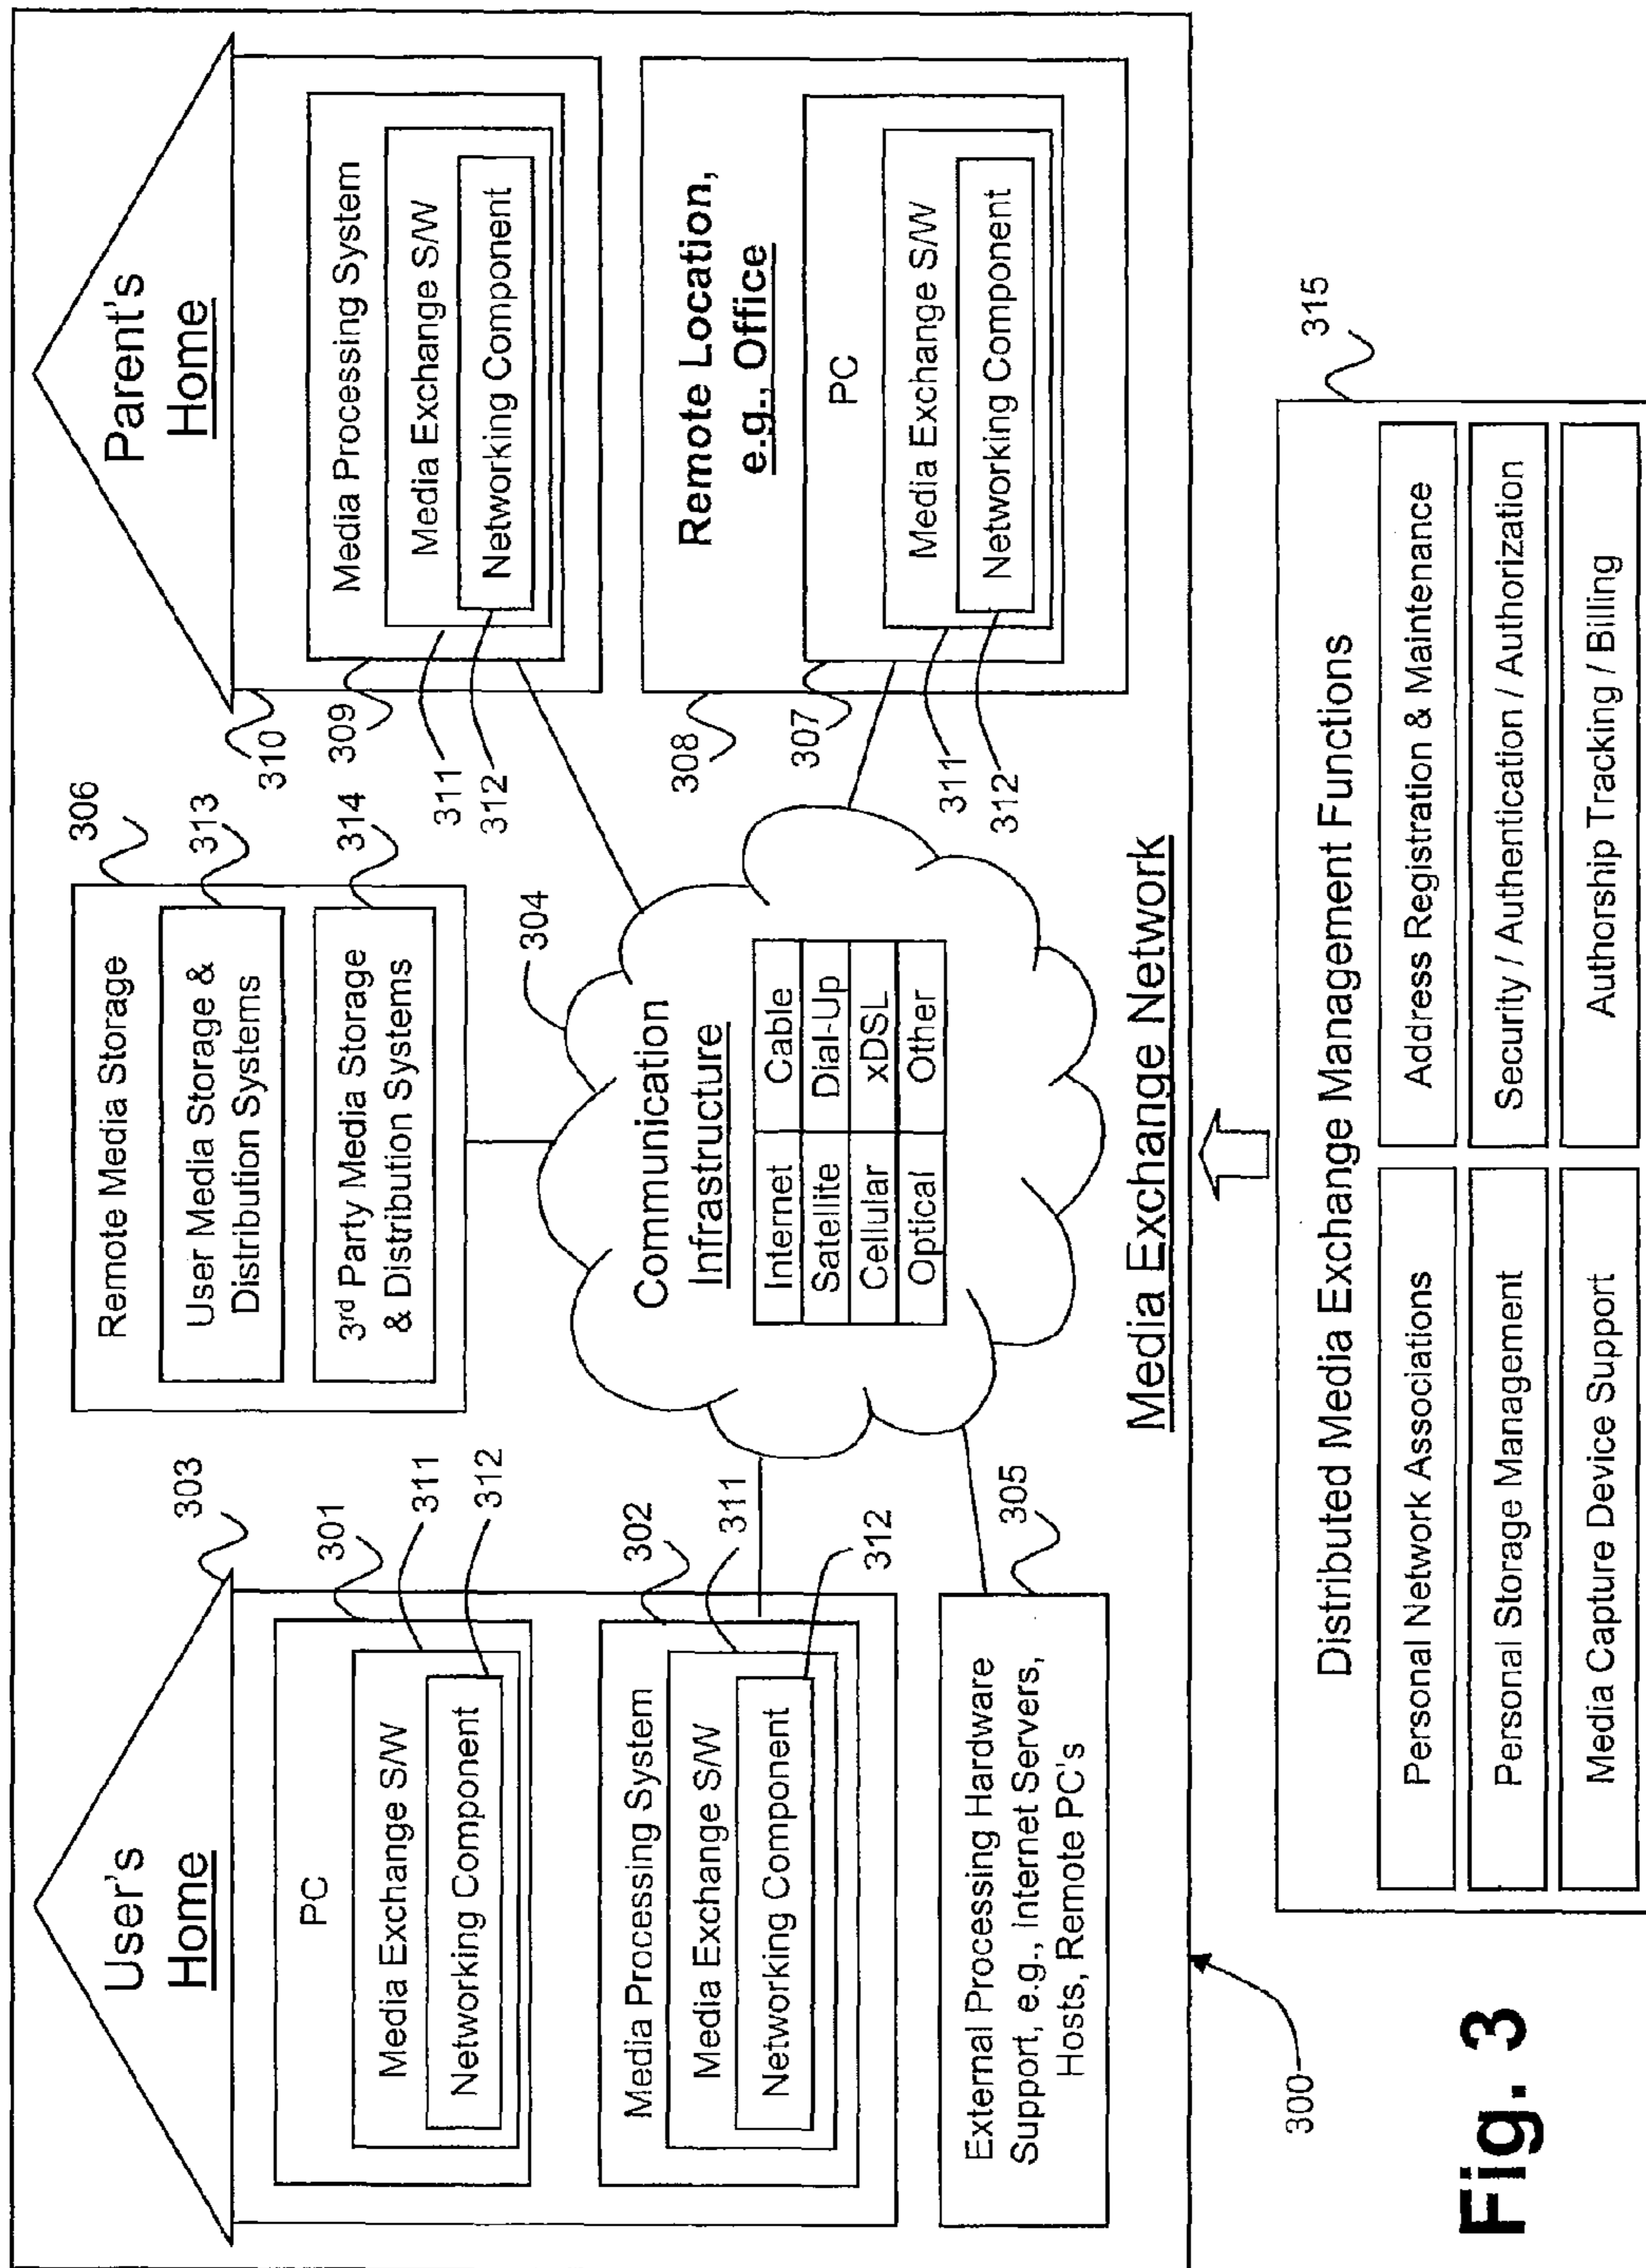 User's
Home
303
PC
301
Media Exchange S/W
311
Networking Component
312
Media Processing System
302
Media Exchange S/W
311
Networking Component
312
External Processing Hardware
Support, e.g., Internet Servers,
Hosts, Remote PC's
305
Remote Media Storage
306
User Media Storage &
Distribution Systems
313
3rd Party Media Storage
& Distribution Systems
314
304
Communication
Infrastructure
Internet Cable
Satellite Dial-Up
Cellular xDSL
Optical Other
Parent's
Home
310
Media Processing System
309
Media Exchange S/W
311
Networking Component
312
Remote Location,
e.g., Office
308
PC
307
Media Exchange S/W
311
Networking Component
312
Media Exchange Network
300
315
Distributed Media Exchange Management Functions
Personal Network Associations
Address Registration & Maintenance
Personal Storage Management
Security / Authentication / Authorization
Media Capture Device Support
Authorship Tracking / Billing
Fig. 3